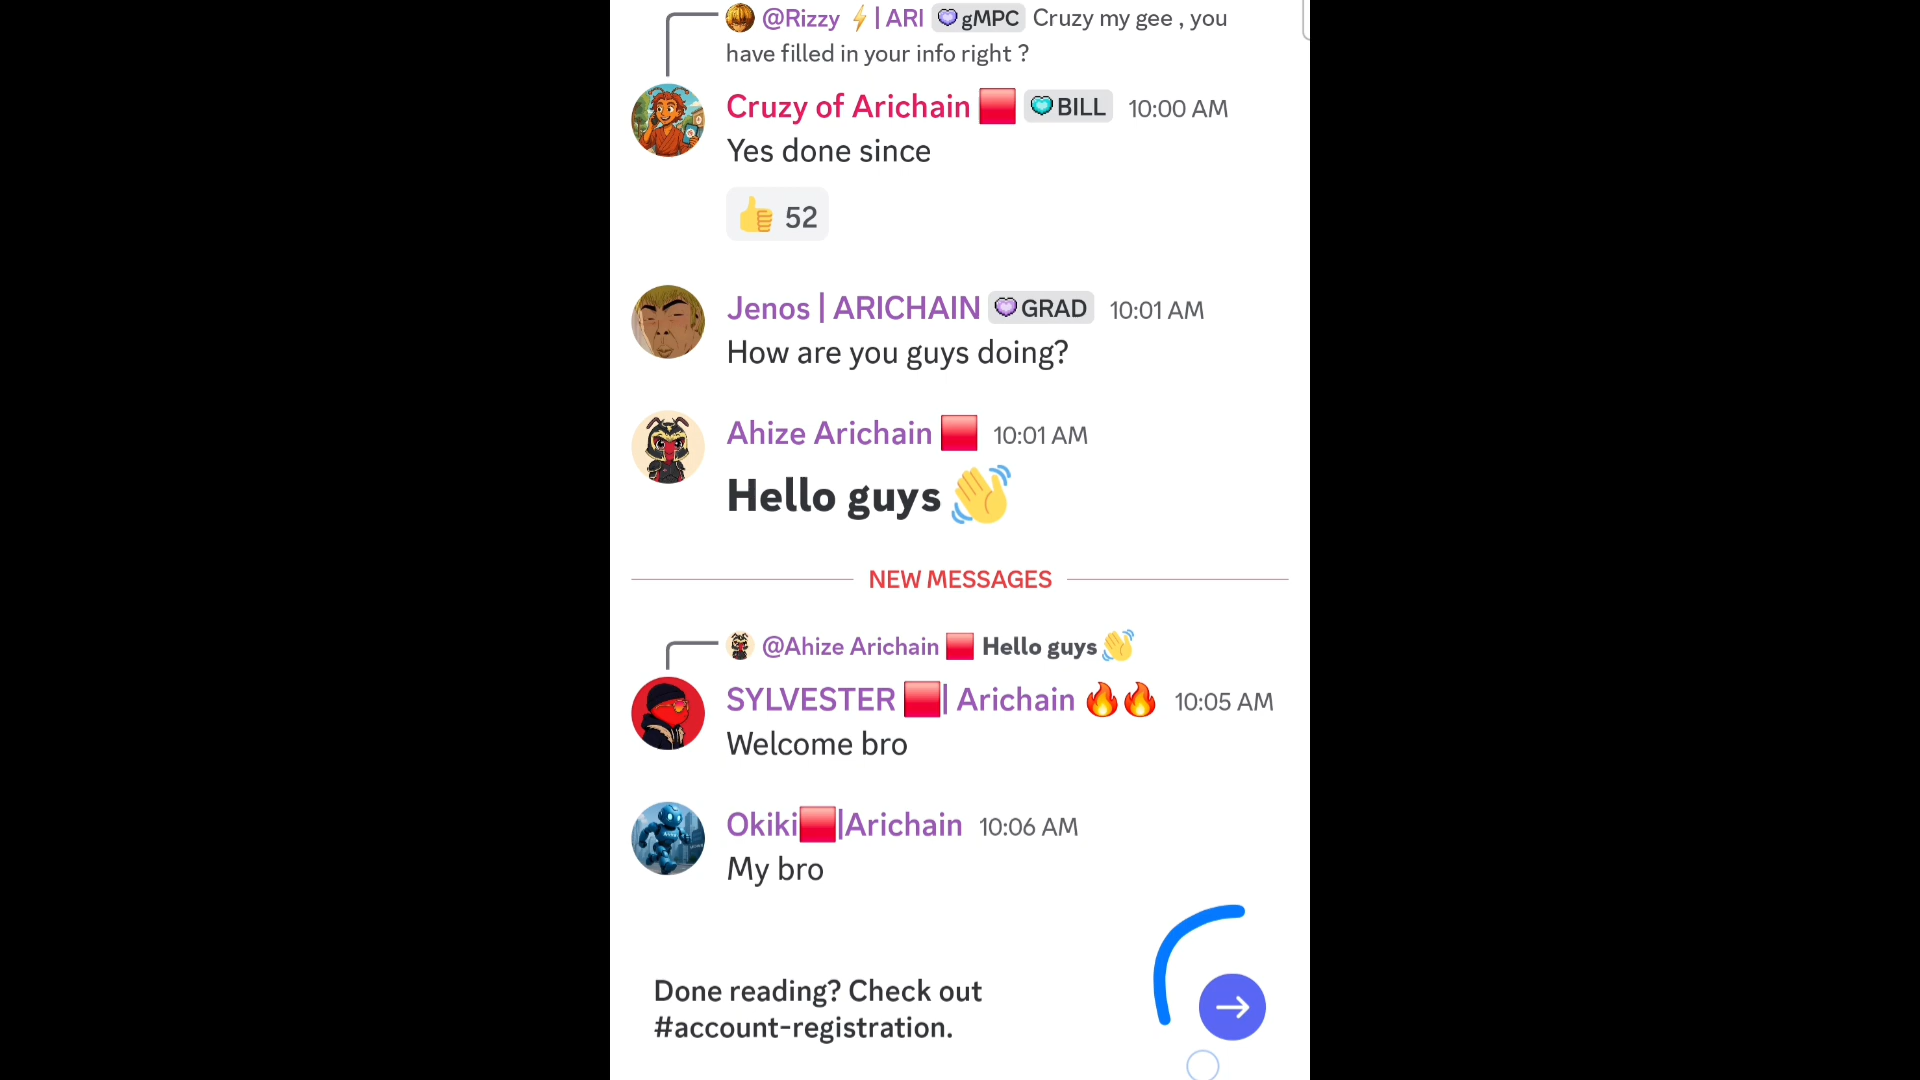 @Rizzy ⚡| ARI gMPC Cruzy my gee , you
have filled in your info right ?
Cruzy of Arichain 🟥 BILL 10:00 AM
Yes done since
👍 52
Jenos | ARICHAIN GRAD 10:01 AM
How are you guys doing?
Ahize Arichain 🟥 10:01 AM
Hello guys 👋
NEW MESSAGES
@Ahize Arichain 🟥 Hello guys 👋
SYLVESTER 🟥| Arichain 🔥🔥 10:05 AM
Welcome bro
Okiki🟥|Arichain 10:06 AM
My bro
Done reading? Check out
#account-registration.